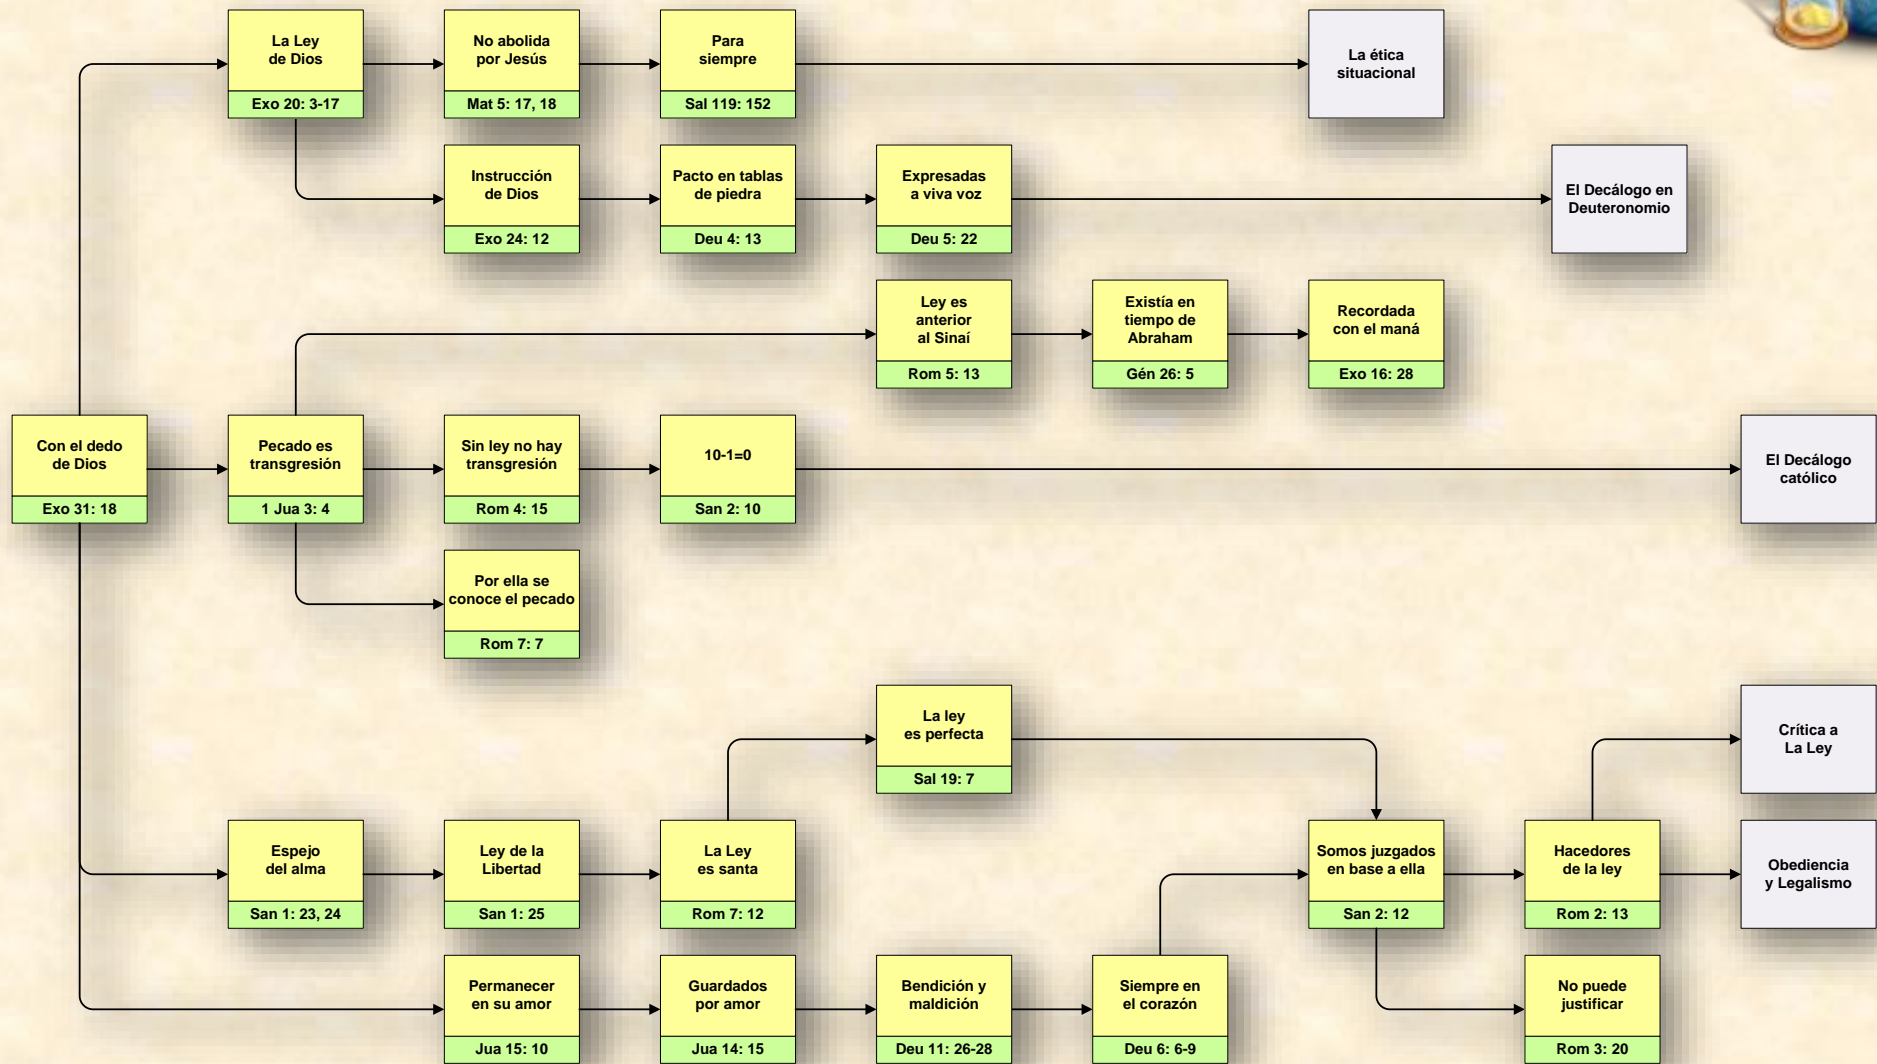 La Ley
de Dios
Exo 20: 3-17
No abolida
por Jesús
Mat 5: 17, 18
Para
siempre
Sal 119: 152
La ética
situacional
Instrucción
de Dios
Exo 24: 12
Pacto en tablas
de piedra
Deu 4: 13
Expresadas
a viva voz
Deu 5: 22
El Decálogo en
Deuteronomio
Ley es
anterior
al Sinaí
Rom 5: 13
Existía en
tiempo de
Abraham
Gén 26: 5
Recordada
con el maná
Exo 16: 28
Con el dedo
de Dios
Exo 31: 18
Pecado es
transgresión
1 Jua 3: 4
Sin ley no hay
transgresión
Rom 4: 15
10-1=0
San 2: 10
El Decálogo
católico
Por ella se
conoce el pecado
Rom 7: 7
La ley
es perfecta
Sal 19: 7
Crítica a
La Ley
Espejo
del alma
San 1: 23, 24
Ley de la
Libertad
San 1: 25
La Ley
es santa
Rom 7: 12
Somos juzgados
en base a ella
San 2: 12
Hacedores
de la ley
Rom 2: 13
Obediencia
y Legalismo
Permanecer
en su amor
Jua 15: 10
Guardados
por amor
Jua 14: 15
Bendición y
maldición
Deu 11: 26-28
Siempre en
el corazón
Deu 6: 6-9
No puede
justificar
Rom 3: 20